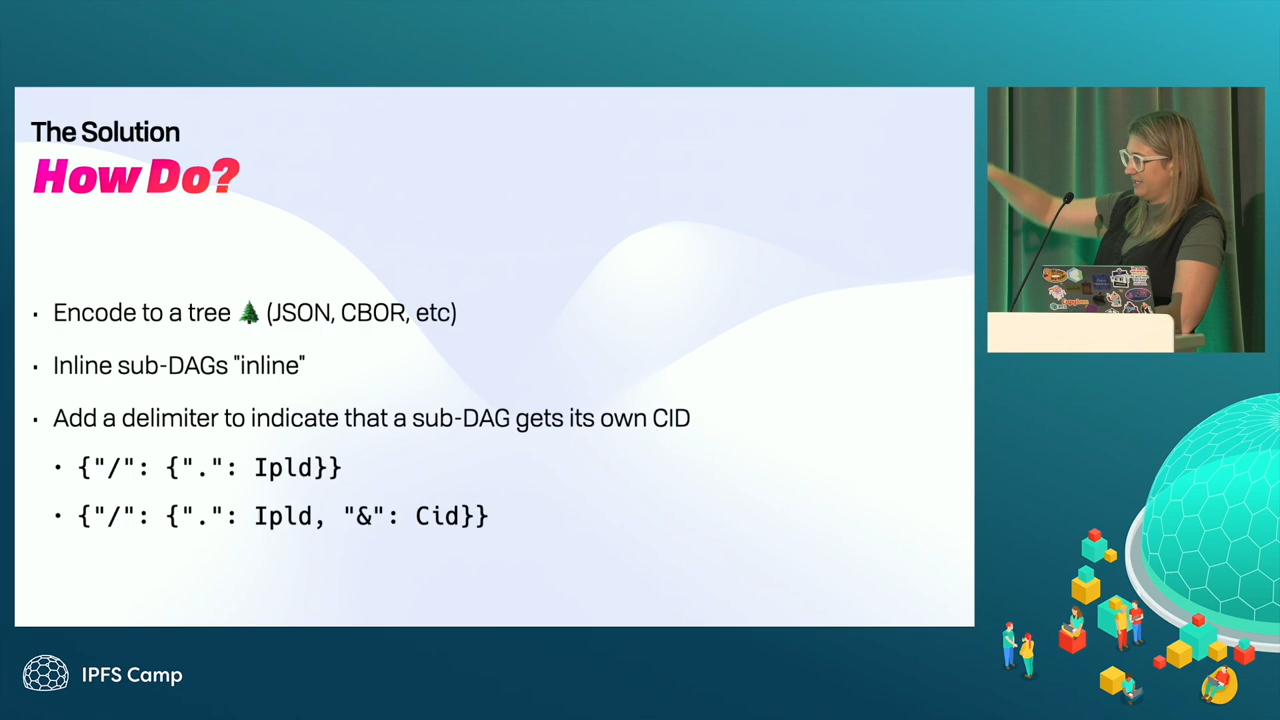 The Solution
How Do?
· Encode to a tree 🌲 (JSON, CBOR, etc)
· Inline sub-DAGs "inline"
· Add a delimiter to indicate that a sub-DAG gets its own CID
· {"/": {".": Ipld}}
· {"/": {".": Ipld, "&": Cid}}
IPFS Camp